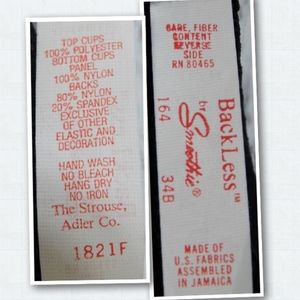 TOP CUPS
100% POLYESTER
BOTTOM CUPS
PANEL
100% NYLON
BACKS
80% NYLON
20% SPANDEX
EXCLUSIVE
OF OTHER
ELASTIC AND
DECORATION
HAND WASH
NO BLEACH
HANG DRY
NO IRON
The Strouse,
Adler Co.
1821F
CARE, FIBER
CONTENT
REVERSE
SIDE
RN 80465
BackLess™
by
Smoothie®
164 34B
MADE OF
U.S. FABRICS
ASSEMBLED
IN JAMAICA